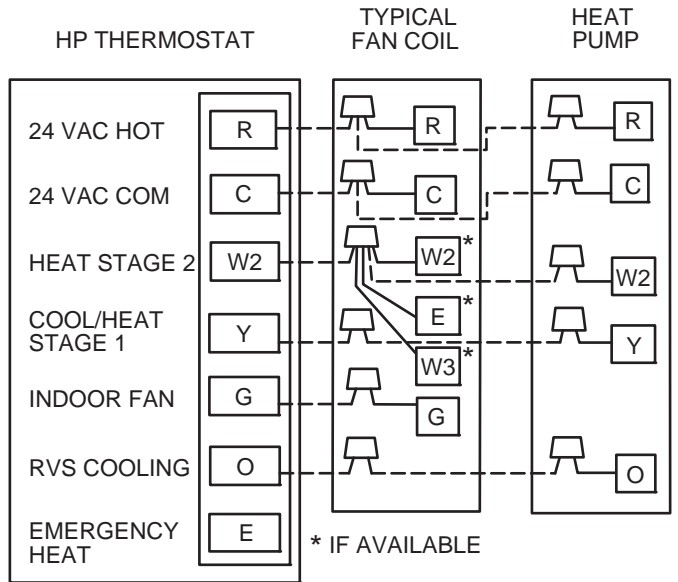 HP THERMOSTAT
TYPICAL
FAN COIL
HEAT
PUMP
24 VAC HOT R R R
24 VAC COM C C C
HEAT STAGE 2 W2 W2* W2
E*
COOL/HEAT
STAGE 1 Y Y
W3*
INDOOR FAN G G
RVS COOLING O O
EMERGENCY
HEAT E
* IF AVAILABLE